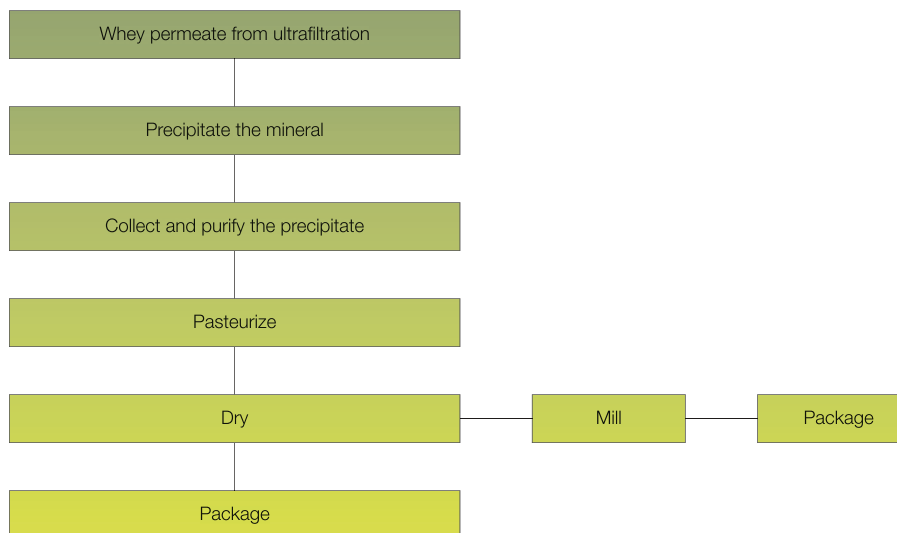 Whey permeate from ultrafiltration
Precipitate the mineral
Collect and purify the precipitate
Pasteurize
Dry
Mill
Package
Package